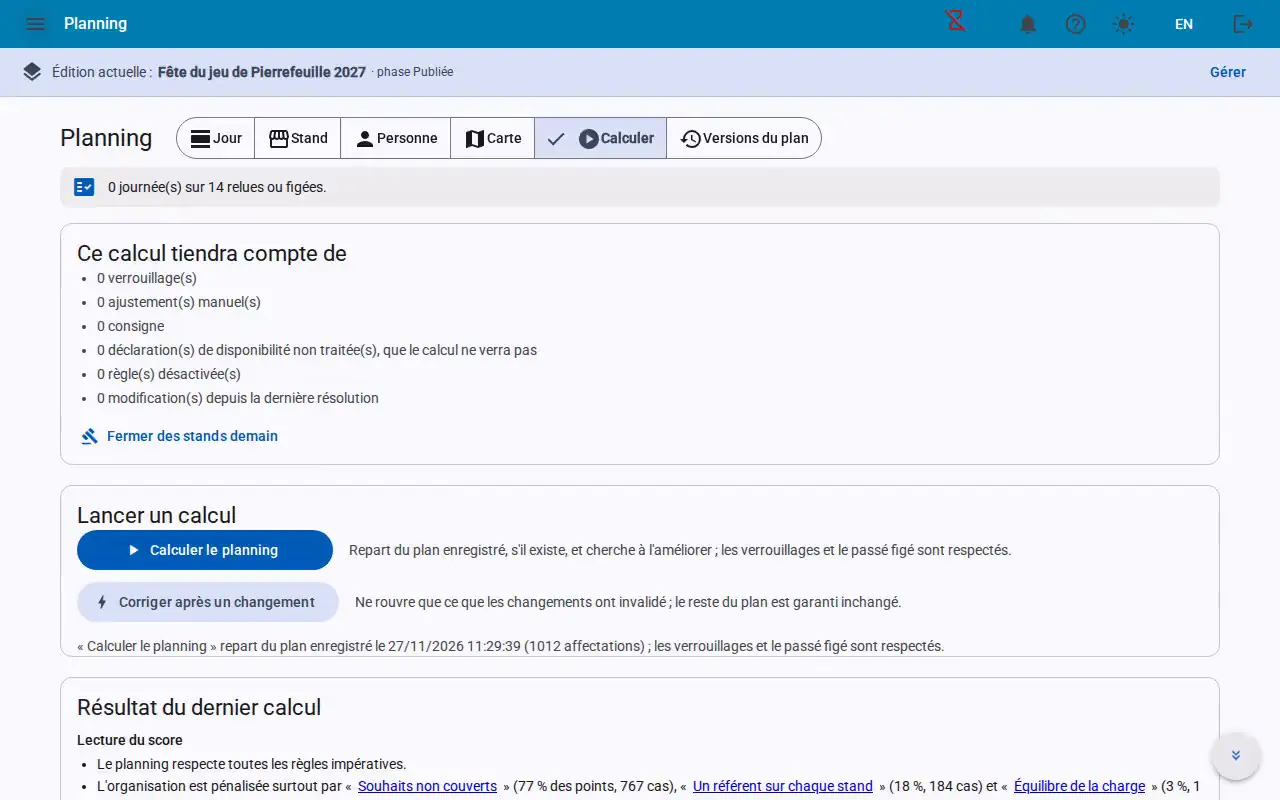 Planning
EN
Édition actuelle : Fête du jeu de Pierrefeuille 2027 · phase Publiée
Gérer
Planning
Jour
Stand
Personne
Carte
Calculer
Versions du plan
0 journée(s) sur 14 relues ou figées.
Ce calcul tiendra compte de
• 0 verrouillage(s)
• 0 ajustement(s) manuel(s)
• 0 consigne
• 0 déclaration(s) de disponibilité non traitée(s), que le calcul ne verra pas
• 0 règle(s) désactivée(s)
• 0 modification(s) depuis la dernière résolution
Fermer des stands demain
Lancer un calcul
Calculer le planning
Repart du plan enregistré, s'il existe, et cherche à l'améliorer ; les verrouillages et le passé figé sont respectés.
Corriger après un changement
Ne rouvre que ce que les changements ont invalidé ; le reste du plan est garanti inchangé.
« Calculer le planning » repart du plan enregistré le 27/11/2026 11:29:39 (1012 affectations) ; les verrouillages et le passé figé sont respectés.
Résultat du dernier calcul
Lecture du score
• Le planning respecte toutes les règles impératives.
• L'organisation est pénalisée surtout par « Souhaits non couverts » (77 % des points, 767 cas), « Un référent sur chaque stand » (18 %, 184 cas) et « Équilibre de la charge » (3 %, 1